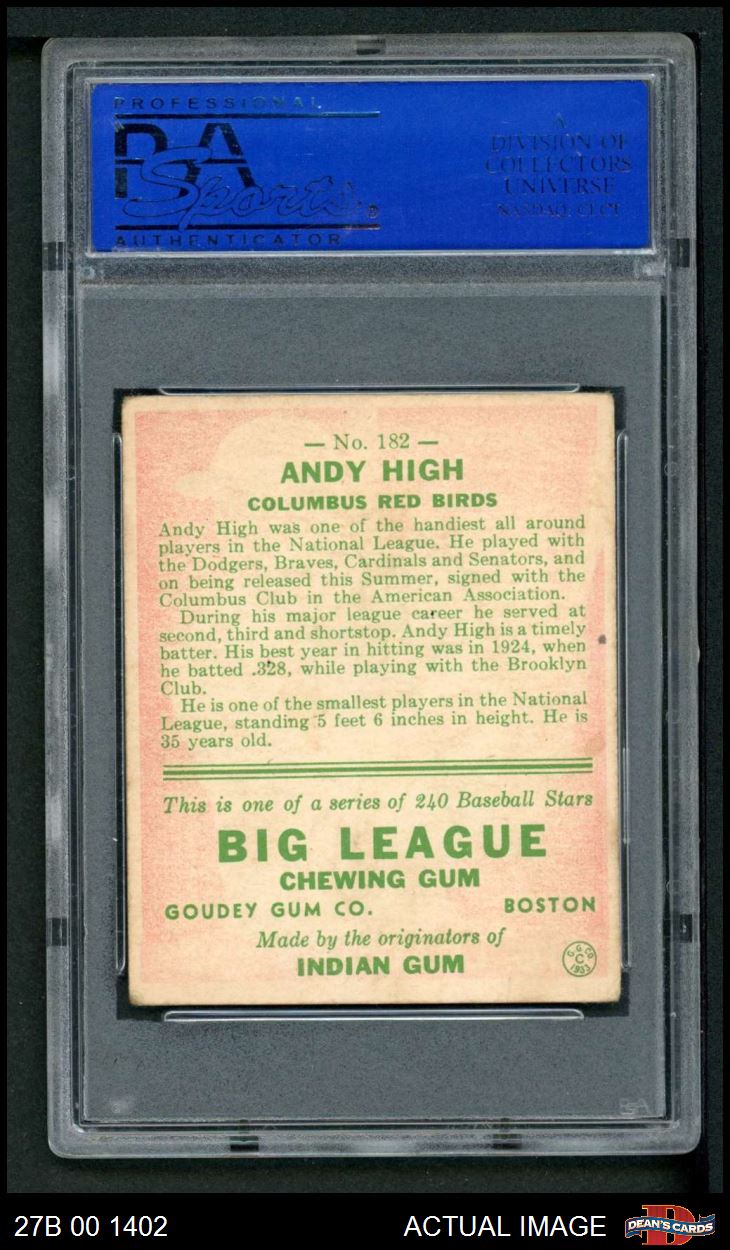 PROFESSIONAL
PSA
Sports ®
AUTHENTICATOR
A
DIVISION OF
COLLECTORS
UNIVERSE
NASDAQ: CLCT
— No. 182 —
ANDY HIGH
COLUMBUS RED BIRDS
Andy High was one of the handiest all around
players in the National League. He played with
the Dodgers, Braves, Cardinals and Senators, and
on being released this Summer, signed with the
Columbus Club in the American Association.
During his major league career he served at
second, third and shortstop. Andy High is a timely
batter. His best year in hitting was in 1924, when
he batted .328, while playing with the Brooklyn
Club.
He is one of the smallest players in the National
League, standing 5 feet 6 inches in height. He is
35 years old.
This is one of a series of 240 Baseball Stars
BIG LEAGUE
CHEWING GUM
GOUDEY GUM CO. BOSTON
Made by the originators of
INDIAN GUM
G. G. CO.
C
1933
PSA
27B 00 1402 ACTUAL IMAGE D DEAN'S CARDS